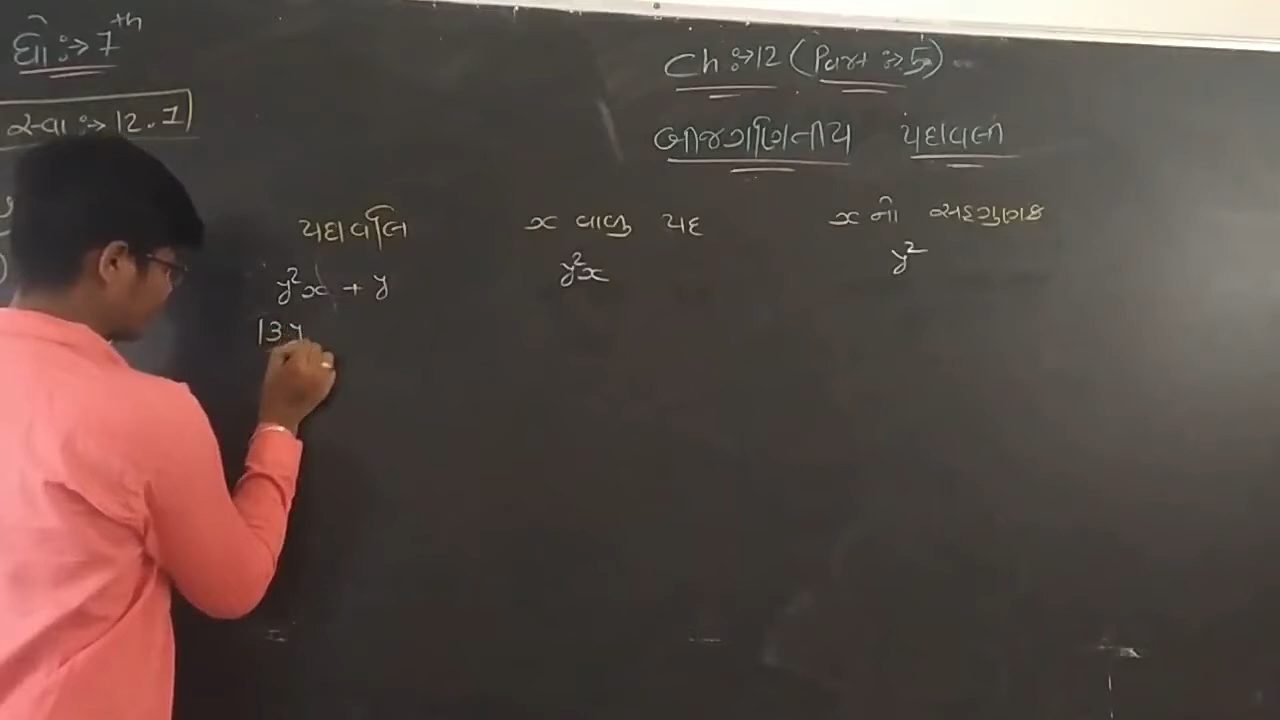 ધો :→ 7th
Ch :→ 12 (Part :→ 5)
સ્વા :→ 12.1
બીજગણિતીય પદાવલી
પદાવલિ x વાળુ પદ x નો સહગુણક
y²x + y y²x y²
13y